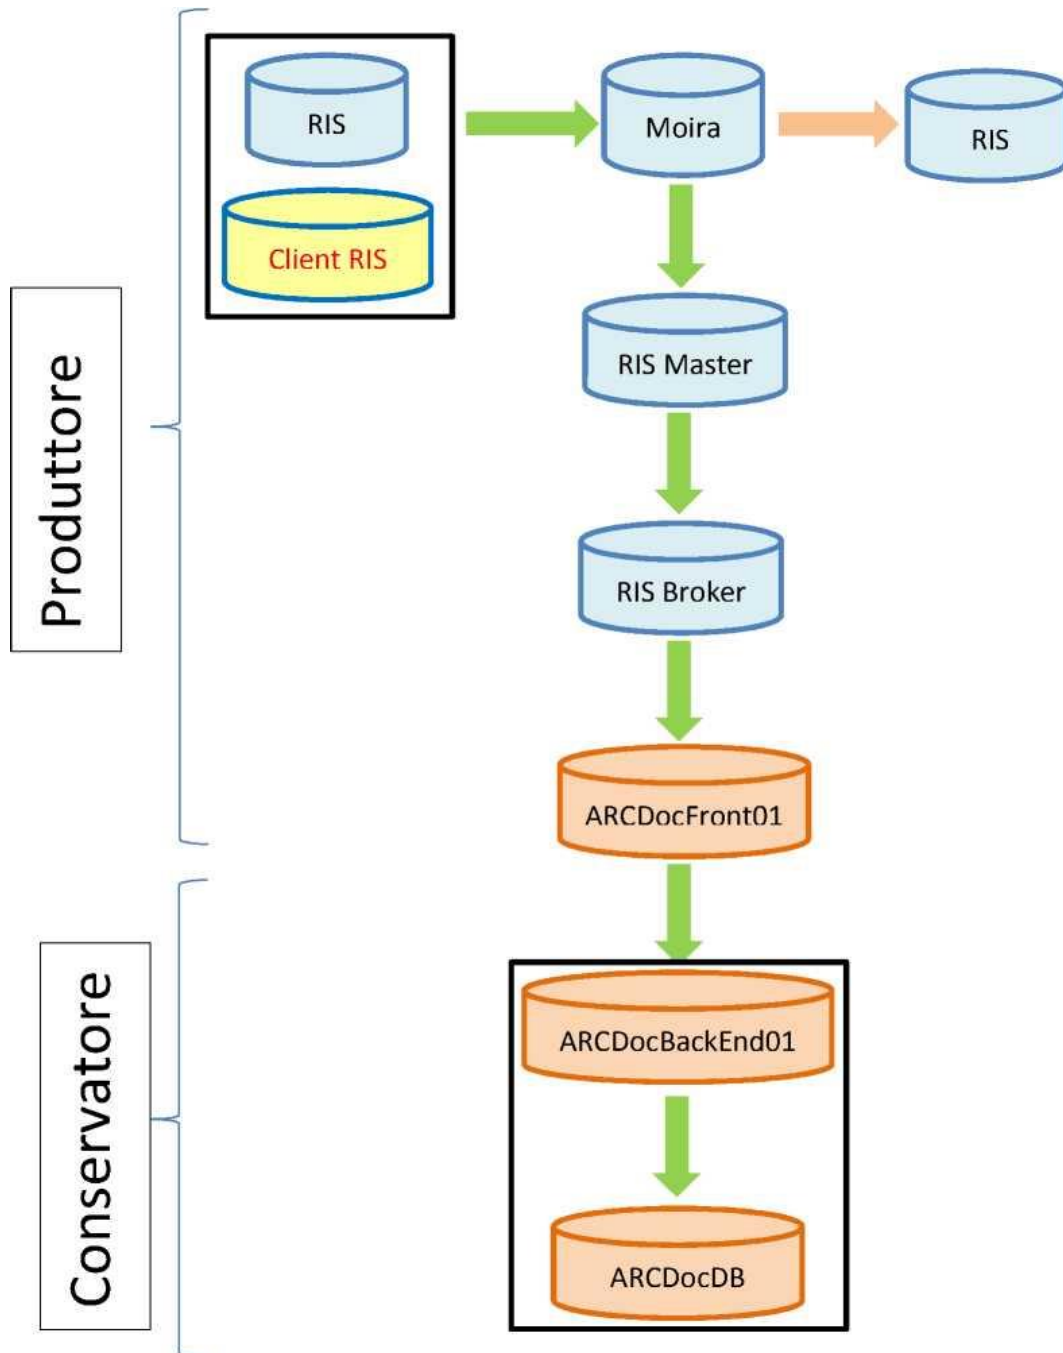 RIS
Moira
RIS
Client RIS
RIS Master
Produttore
RIS Broker
ARCDocFront01
ARCDocBackEnd01
Conservatore
ARCDocDB